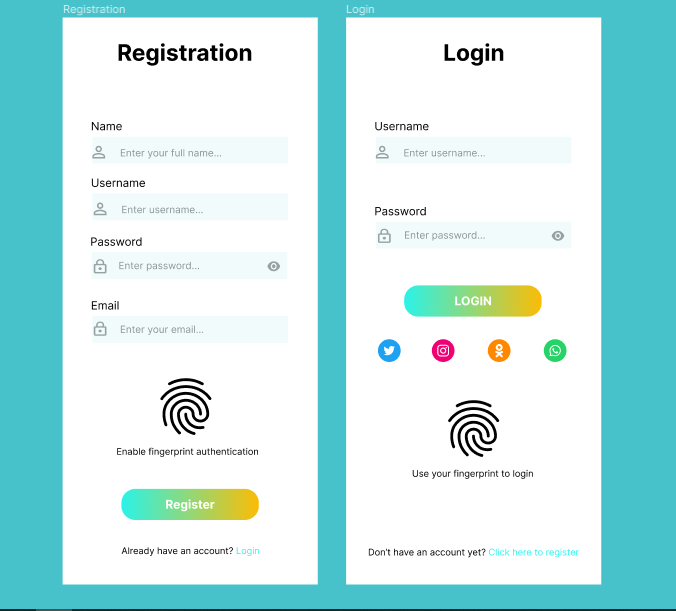 Registration
Registration
Name
Enter your full name...
Username
Enter username...
Password
Enter password...
Email
Enter your email...
Enable fingerprint authentication
Register
Already have an account? Login
Login
Login
Username
Enter username...
Password
Enter password...
LOGIN
Use your fingerprint to login
Don't have an account yet? Click here to register